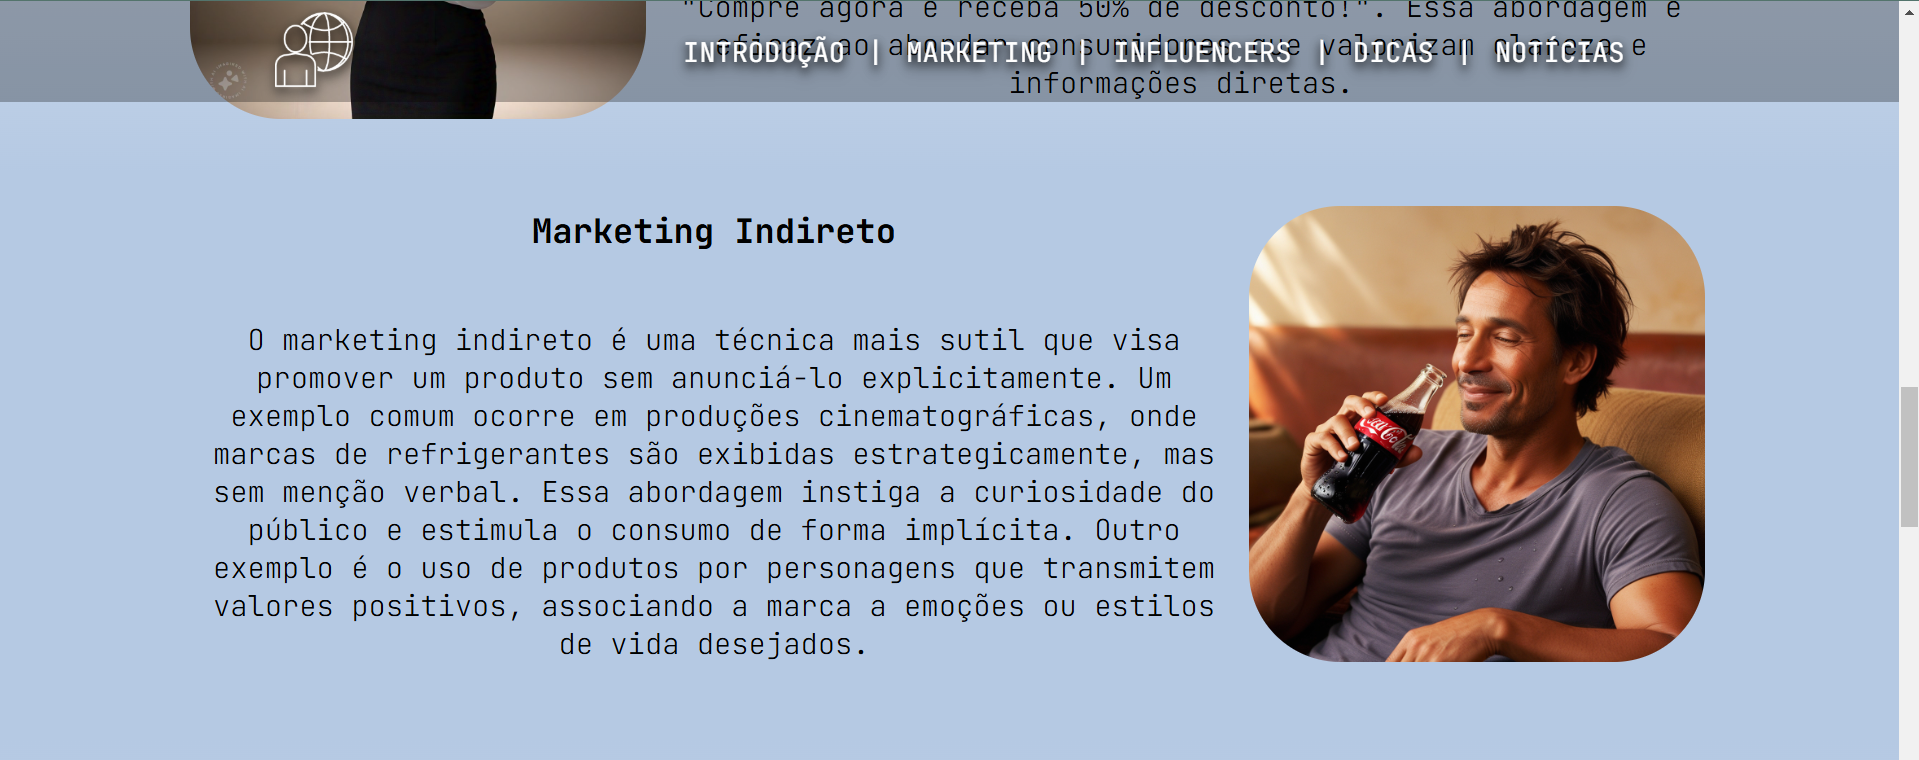 "Compre agora e receba 50% de desconto!". Essa abordagem é
eficaz ao abordar consumidores que valorizam clareza e
informações diretas.
INTRODUÇÃO | MARKETING | INFLUENCERS | DICAS | NOTÍCIAS
Marketing Indireto
O marketing indireto é uma técnica mais sutil que visa
promover um produto sem anunciá-lo explicitamente. Um
exemplo comum ocorre em produções cinematográficas, onde
marcas de refrigerantes são exibidas estrategicamente, mas
sem menção verbal. Essa abordagem instiga a curiosidade do
público e estimula o consumo de forma implícita. Outro
exemplo é o uso de produtos por personagens que transmitem
valores positivos, associando a marca a emoções ou estilos
de vida desejados.
Coca-Cola